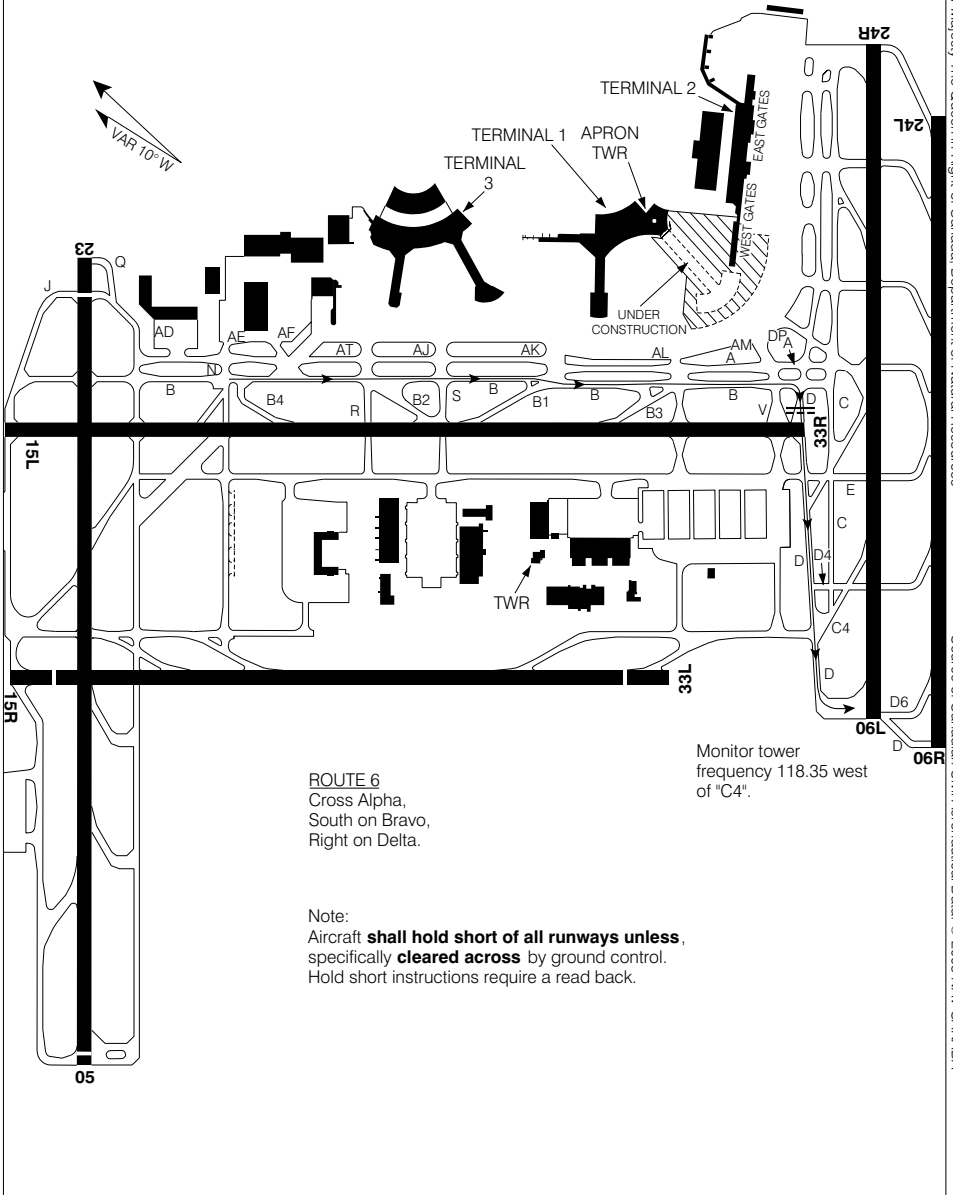 24R
TERMINAL 2
24L
VAR 10° W
TERMINAL 1
APRON
TWR
TERMINAL
3
EAST GATES
WEST GATES
23
Q
J
UNDER
CONSTRUCTION
AD
AE
AF
AT
AJ
AK
AL
AM
A
DP
A
N
B
B4
R
B2
S
B
B1
B
B3
B
V
D
C
15L
33R
E
C
D
D4
TWR
C4
D
15R
33L
06L
D6
D
06R
ROUTE 6
Cross Alpha,
South on Bravo,
Right on Delta.
Monitor tower
frequency 118.35 west
of "C4".
Note:
Aircraft shall hold short of all runways unless,
specifically cleared across by ground control.
Hold short instructions require a read back.
05